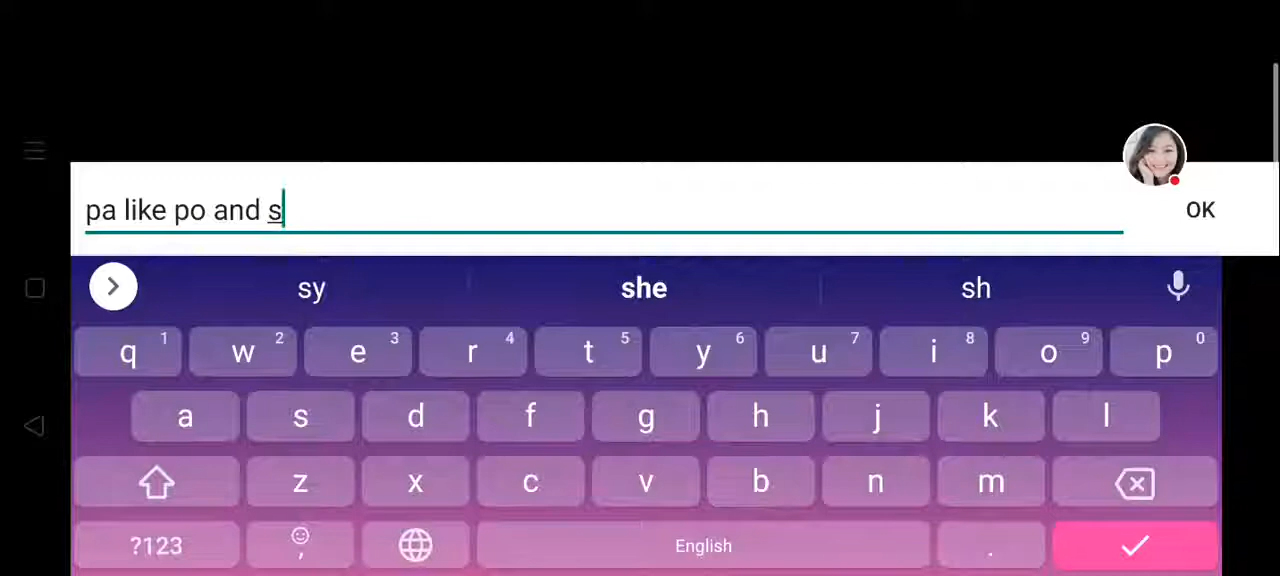 pa like po and s
OK
sy she sh
q 1 w 2 e 3 r 4 t 5 y 6 u 7 i 8 o 9 p 0
a s d f g h j k l
z x c v b n m
?123 , English .